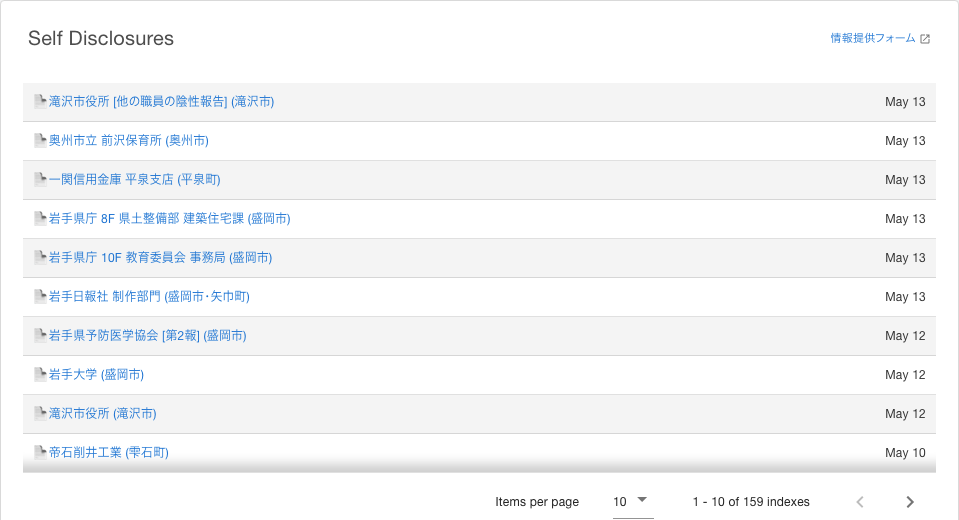 Self Disclosures
情報提供フォーム
滝沢市役所 [他の職員の陰性報告] (滝沢市) May 13
奥州市立 前沢保育所 (奥州市) May 13
一関信用金庫 平泉支店 (平泉町) May 13
岩手県庁 8F 県土整備部 建築住宅課 (盛岡市) May 13
岩手県庁 10F 教育委員会 事務局 (盛岡市) May 13
岩手日報社 制作部門 (盛岡市･矢巾町) May 13
岩手県予防医学協会 [第2報] (盛岡市) May 12
岩手大学 (盛岡市) May 12
滝沢市役所 (滝沢市) May 12
帝石削井工業 (雫石町) May 10
Items per page 10 1 - 10 of 159 indexes